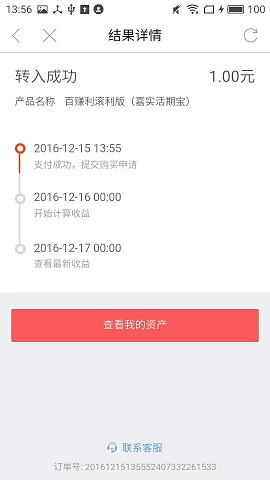 13:56 100
结果详情
转入成功 1.00元
产品名称 百赚利滚利版（嘉实活期宝）
2016-12-15 13:55
支付成功，提交购买申请
2016-12-16 00:00
开始计算收益
2016-12-17 00:00
查看最新收益
查看我的资产
联系客服
订单号: 20161215135552407332261533